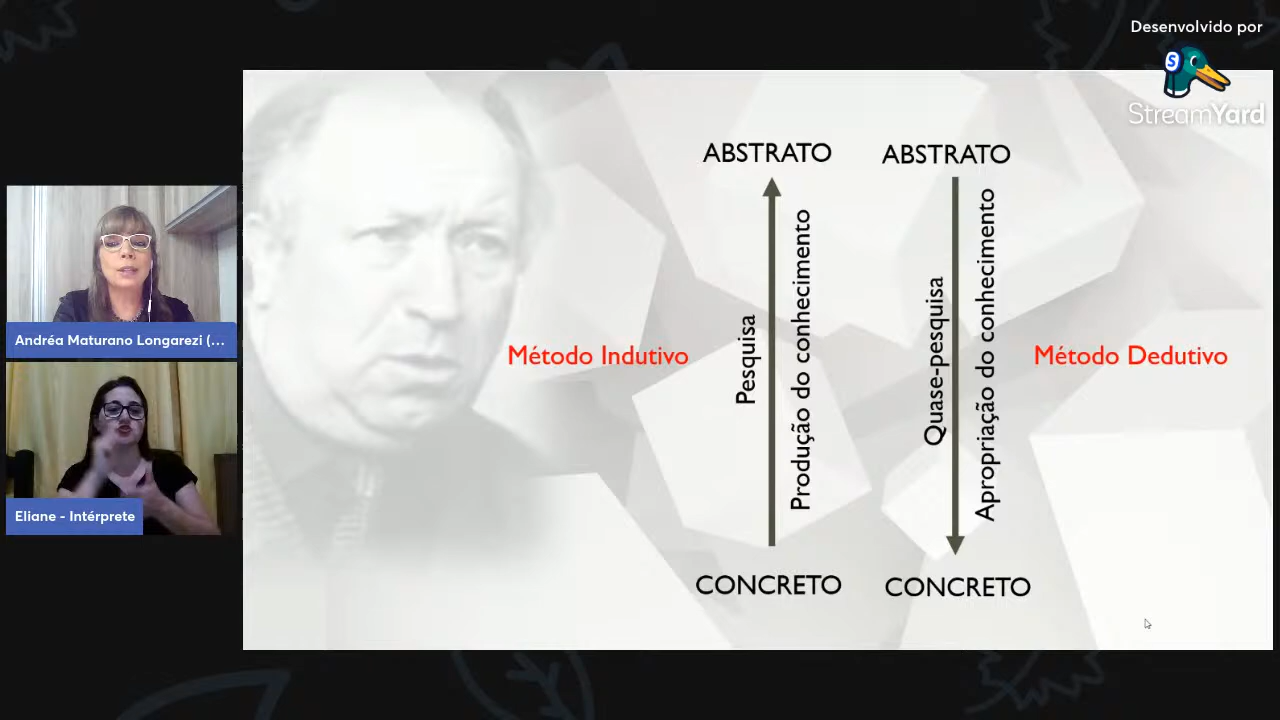 Desenvolvido por
StreamYard
ABSTRATO
ABSTRATO
Método Indutivo
Pesquisa
Produção do conhecimento
Quase-pesquisa
Apropriação do conhecimento
Método Dedutivo
CONCRETO
CONCRETO
Andréa Maturano Longarezi (...
Eliane - Intérprete